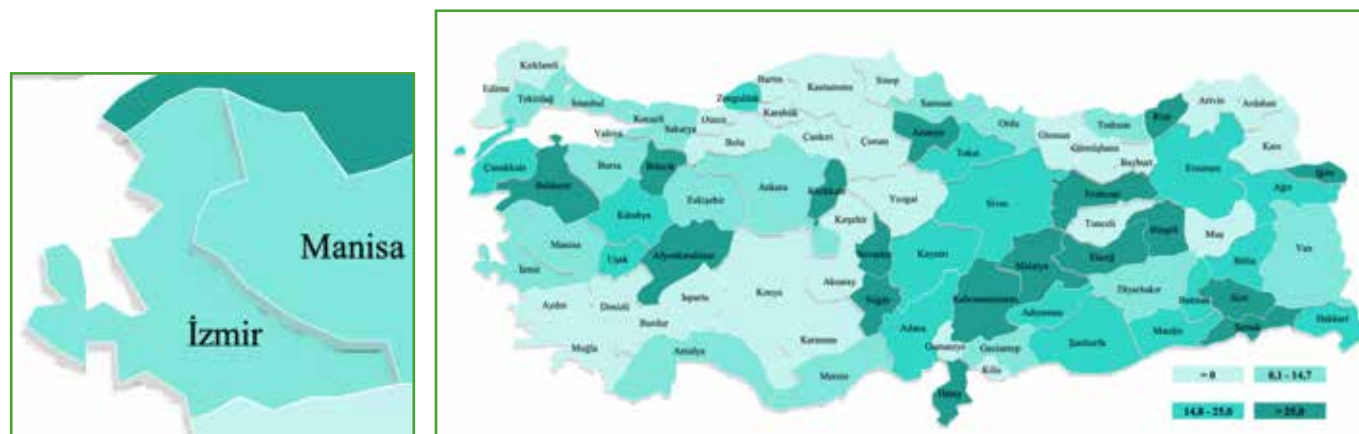 Manisa
İzmir
Kırklareli
Edirne
Tekirdağ
İstanbul
Kocaeli
Yalova
Sakarya
Düzce
Zonguldak
Bartın
Karabük
Kastamonu
Sinop
Samsun
Ordu
Giresun
Trabzon
Rize
Artvin
Ardahan
Kars
Iğdır
Ağrı
Erzurum
Bayburt
Gümüşhane
Tokat
Amasya
Çorum
Çankırı
Bolu
Bilecik
Bursa
Balıkesir
Çanakkale
Kütahya
Eskişehir
Ankara
Kırıkkale
Yozgat
Sivas
Erzincan
Tunceli
Bingöl
Muş
Van
Bitlis
Elazığ
Malatya
Kayseri
Kırşehir
Nevşehir
Aksaray
Konya
Afyonkarahisar
Uşak
Manisa
İzmir
Aydın
Denizli
Isparta
Burdur
Muğla
Antalya
Karaman
Mersin
Niğde
Adana
Kahramanmaraş
Osmaniye
Gaziantep
Kilis
Hatay
Adıyaman
Şanlıurfa
Diyarbakır
Mardin
Batman
Siirt
Şırnak
Hakkari
= 0
0,1 - 14,7
14,8 - 25,0
> 25,0